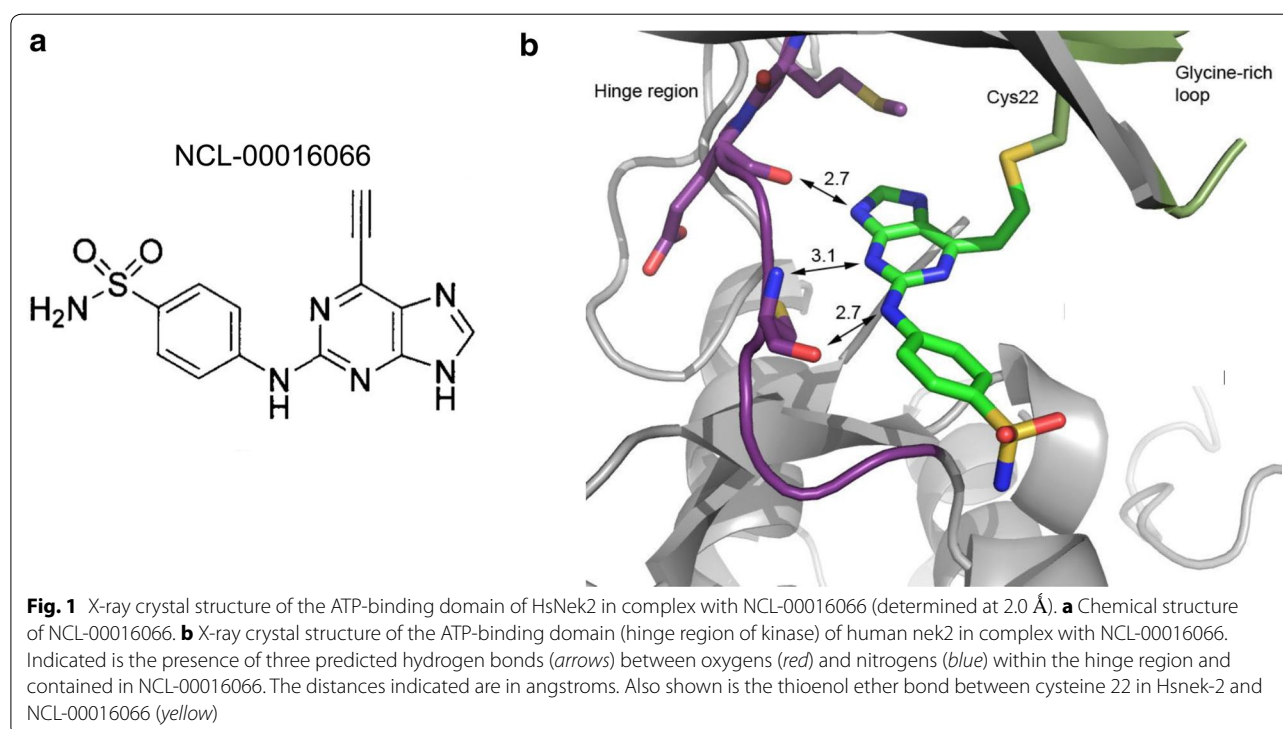 a
b
NCL-00016066
O
O
S
H₂N
N
H
N
N
N
N
H
Hinge region
Cys22
Glycine-rich
loop
2.7
3.1
2.7
Fig. 1 X-ray crystal structure of the ATP-binding domain of HsNek2 in complex with NCL-00016066 (determined at 2.0 Ǻ). a Chemical structure
of NCL-00016066. b X-ray crystal structure of the ATP-binding domain (hinge region of kinase) of human nek2 in complex with NCL-00016066.
Indicated is the presence of three predicted hydrogen bonds (arrows) between oxygens (red) and nitrogens (blue) within the hinge region and
contained in NCL-00016066. The distances indicated are in angstroms. Also shown is the thioenol ether bond between cysteine 22 in Hsnek-2 and
NCL-00016066 (yellow)